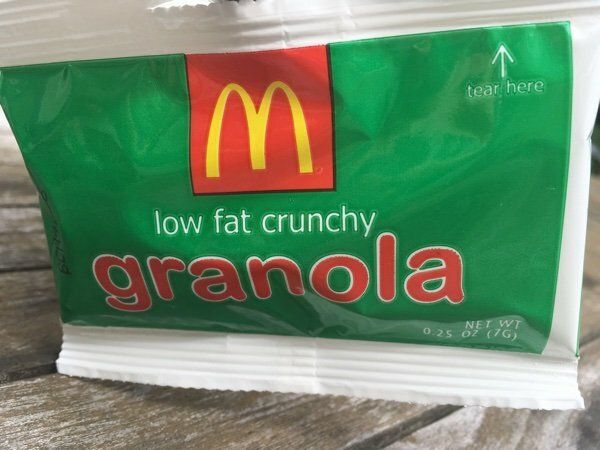 tear here
M
low fat crunchy
granola
NET WT
0.25 OZ (7G)